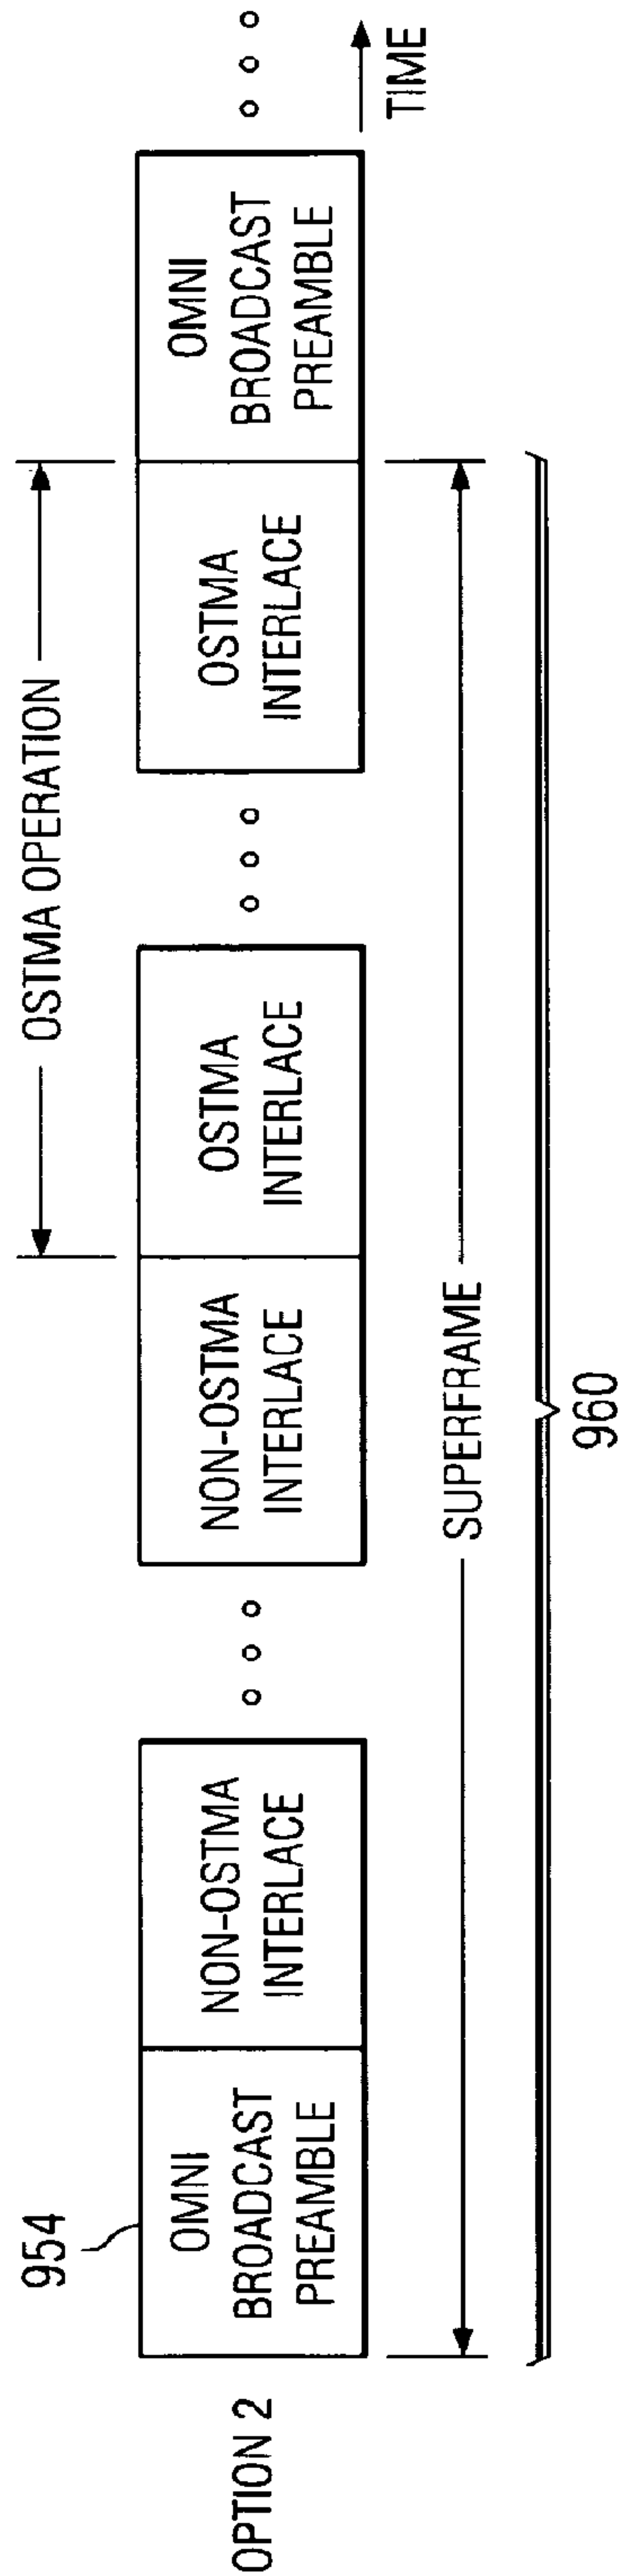 OSTMA OPERATION
954
OPTION 2
OMNI
BROADCAST
PREAMBLE
NON-OSTMA
INTERLACE
NON-OSTMA
INTERLACE
OSTMA
INTERLACE
OSTMA
INTERLACE
OMNI
BROADCAST
PREAMBLE
TIME
SUPERFRAME
960